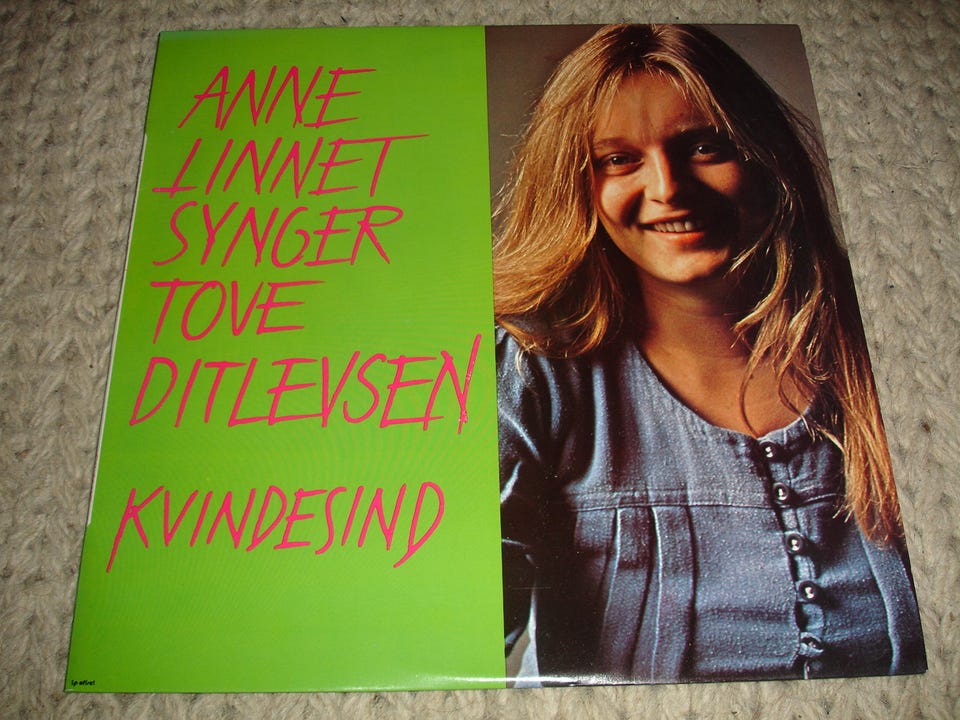 ANNE
LINNET
SYNGER
TOVE
DITLEVSEN
KVINDESIND